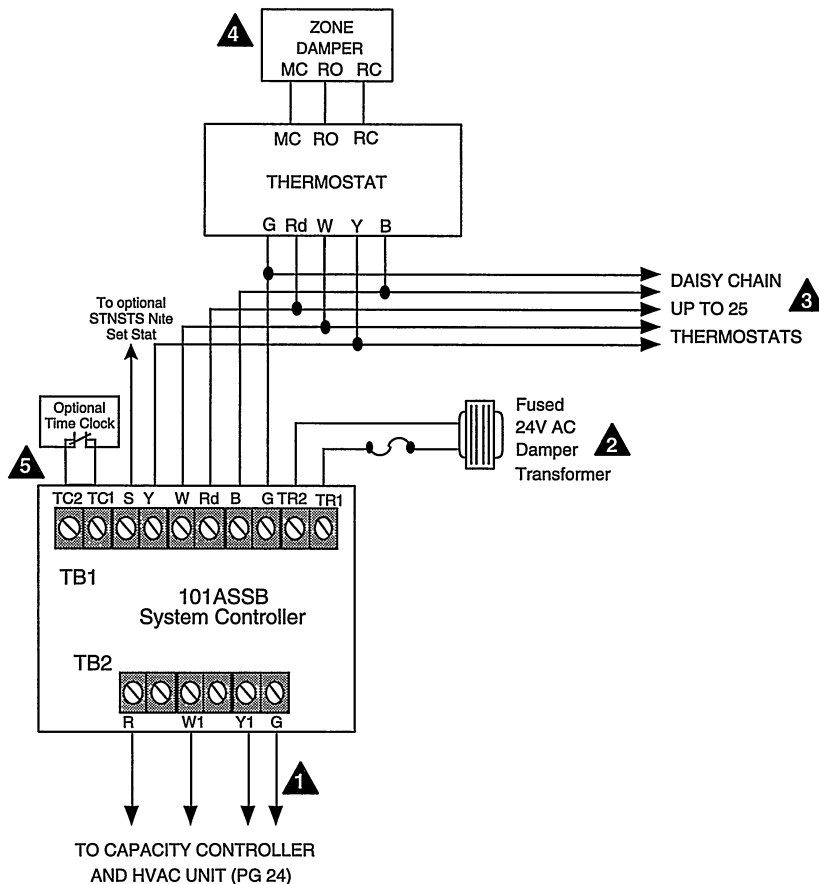 4
ZONE
DAMPER
MC RO RC
MC RO RC
THERMOSTAT
G Rd W Y B
DAISY CHAIN
UP TO 25
THERMOSTATS
3
To optional
STNSTS Nite
Set Stat
Optional
Time Clock
5
Fused
24V AC
Damper
Transformer
2
TC2 TC1 S Y W Rd B G TR2 TR1
TB1
101ASSB
System Controller
TB2
R W1 Y1 G
1
TO CAPACITY CONTROLLER
AND HVAC UNIT (PG 24)